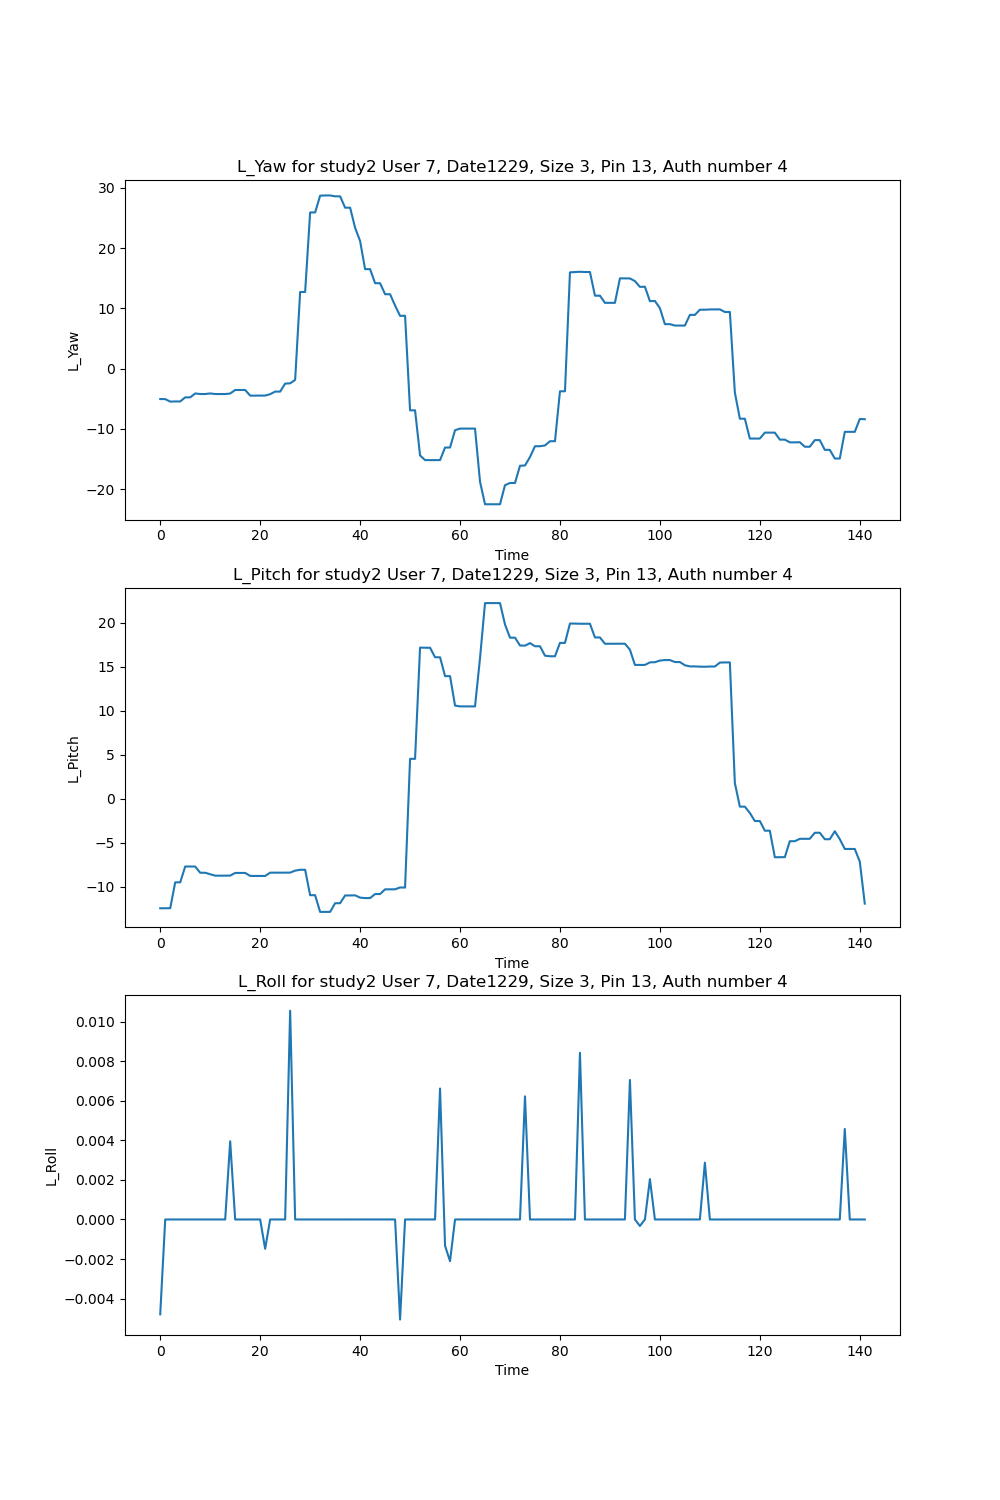 L_Yaw for study2 User 7, Date1229, Size 3, Pin 13, Auth number 4
30
20
10
0
−10
−20
L_Yaw
0 20 40 60 80 100 120 140
Time
L_Pitch for study2 User 7, Date1229, Size 3, Pin 13, Auth number 4
20
15
10
5
0
−5
−10
L_Pitch
0 20 40 60 80 100 120 140
Time
L_Roll for study2 User 7, Date1229, Size 3, Pin 13, Auth number 4
0.010
0.008
0.006
0.004
0.002
0.000
−0.002
−0.004
L_Roll
0 20 40 60 80 100 120 140
Time